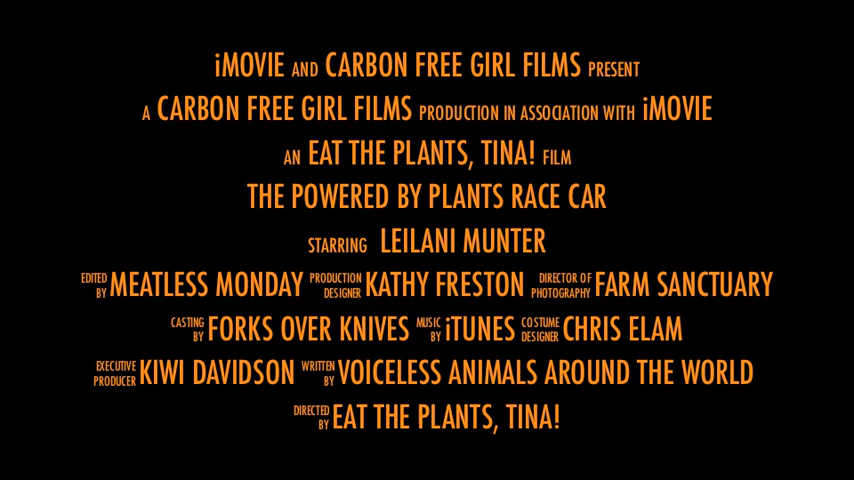 iMOVIE AND CARBON FREE GIRL FILMS PRESENT
A CARBON FREE GIRL FILMS PRODUCTION IN ASSOCIATION WITH iMOVIE
AN EAT THE PLANTS, TINA! FILM
THE POWERED BY PLANTS RACE CAR
STARRING LEILANI MUNTER
EDITED BY MEATLESS MONDAY PRODUCTION DESIGNER KATHY FRESTON DIRECTOR OF PHOTOGRAPHY FARM SANCTUARY
CASTING BY FORKS OVER KNIVES MUSIC BY iTUNES COSTUME DESIGNER CHRIS ELAM
EXECUTIVE PRODUCER KIWI DAVIDSON WRITTEN BY VOICELESS ANIMALS AROUND THE WORLD
DIRECTED BY EAT THE PLANTS, TINA!